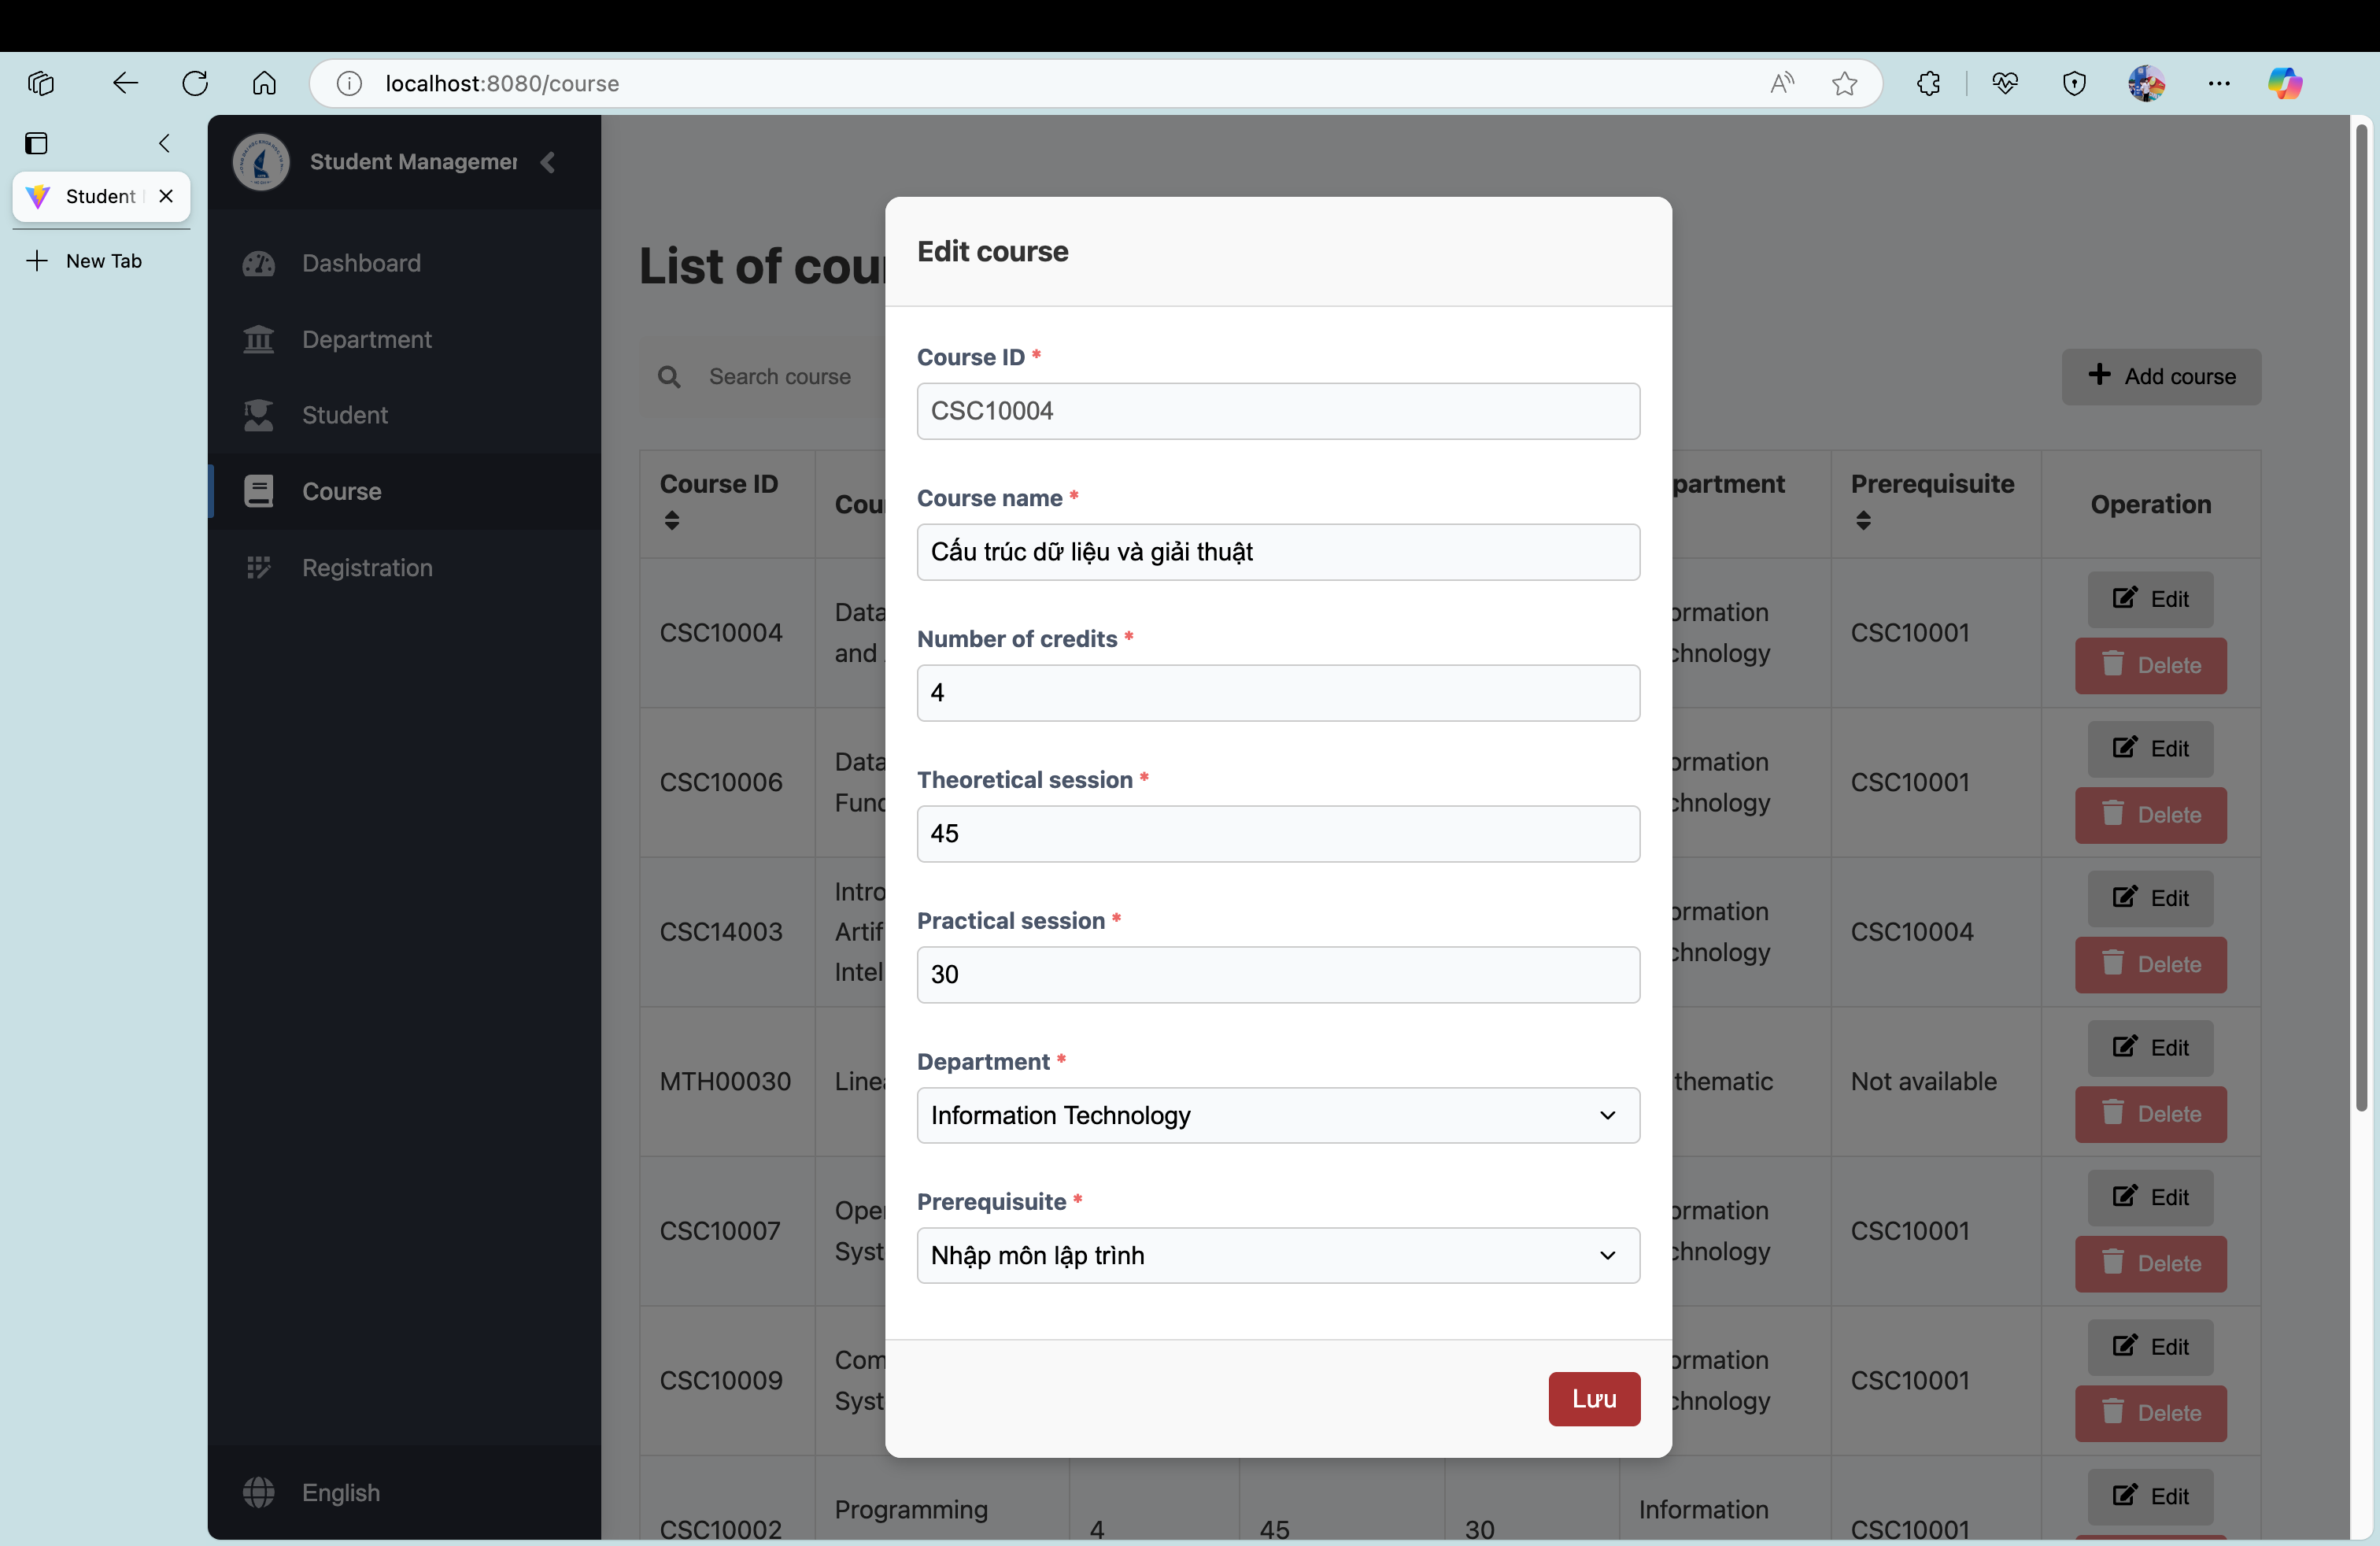 localhost:8080/course
Student
New Tab
Student Managemer
Dashboard
Department
Student
Course
Registration
English
List of cou
Search course
Add course
Course ID
Cou
partment
Prerequisuite
Operation
CSC10004
Data
and
ormation
chnology
CSC10001
Edit
Delete
CSC10006
Data
Func
ormation
chnology
CSC10001
Edit
Delete
CSC14003
Intro
Artif
Intel
ormation
chnology
CSC10004
Edit
Delete
MTH00030
Linea
thematic
Not available
Edit
Delete
CSC10007
Oper
Syst
ormation
chnology
CSC10001
Edit
Delete
CSC10009
Com
Syst
ormation
chnology
CSC10001
Edit
Delete
CSC10002
Programming
4
45
30
Information
CSC10001
Edit
Edit course
Course ID *
CSC10004
Course name *
Cấu trúc dữ liệu và giải thuật
Number of credits *
4
Theoretical session *
45
Practical session *
30
Department *
Information Technology
Prerequisuite *
Nhập môn lập trình
Lưu